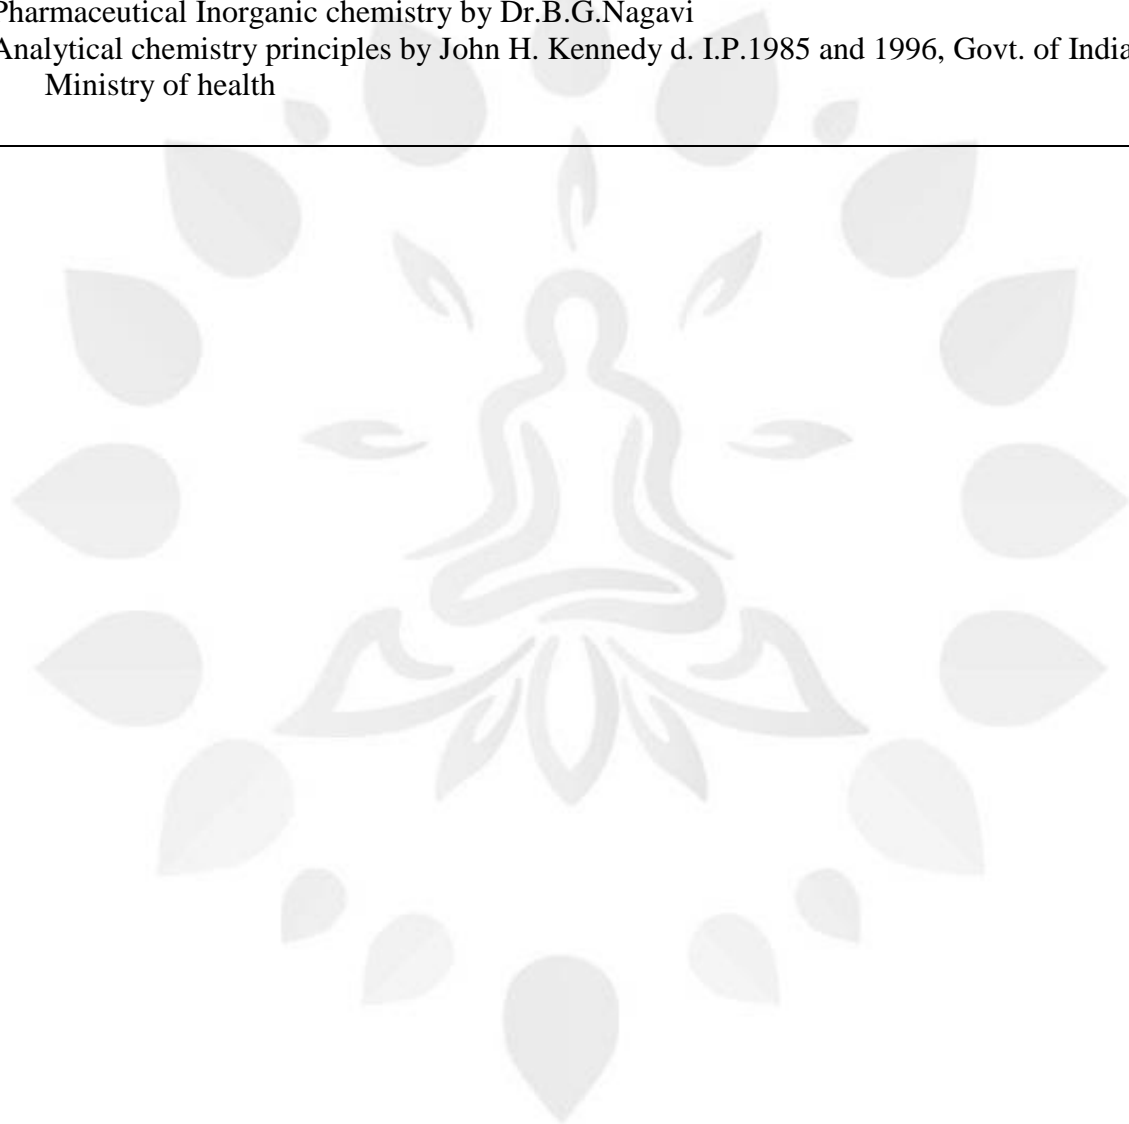 Pharmaceutical Inorganic chemistry by Dr.B.G.Nagavi
Analytical chemistry principles by John H. Kennedy d. I.P.1985 and 1996, Govt. of India
Ministry of health